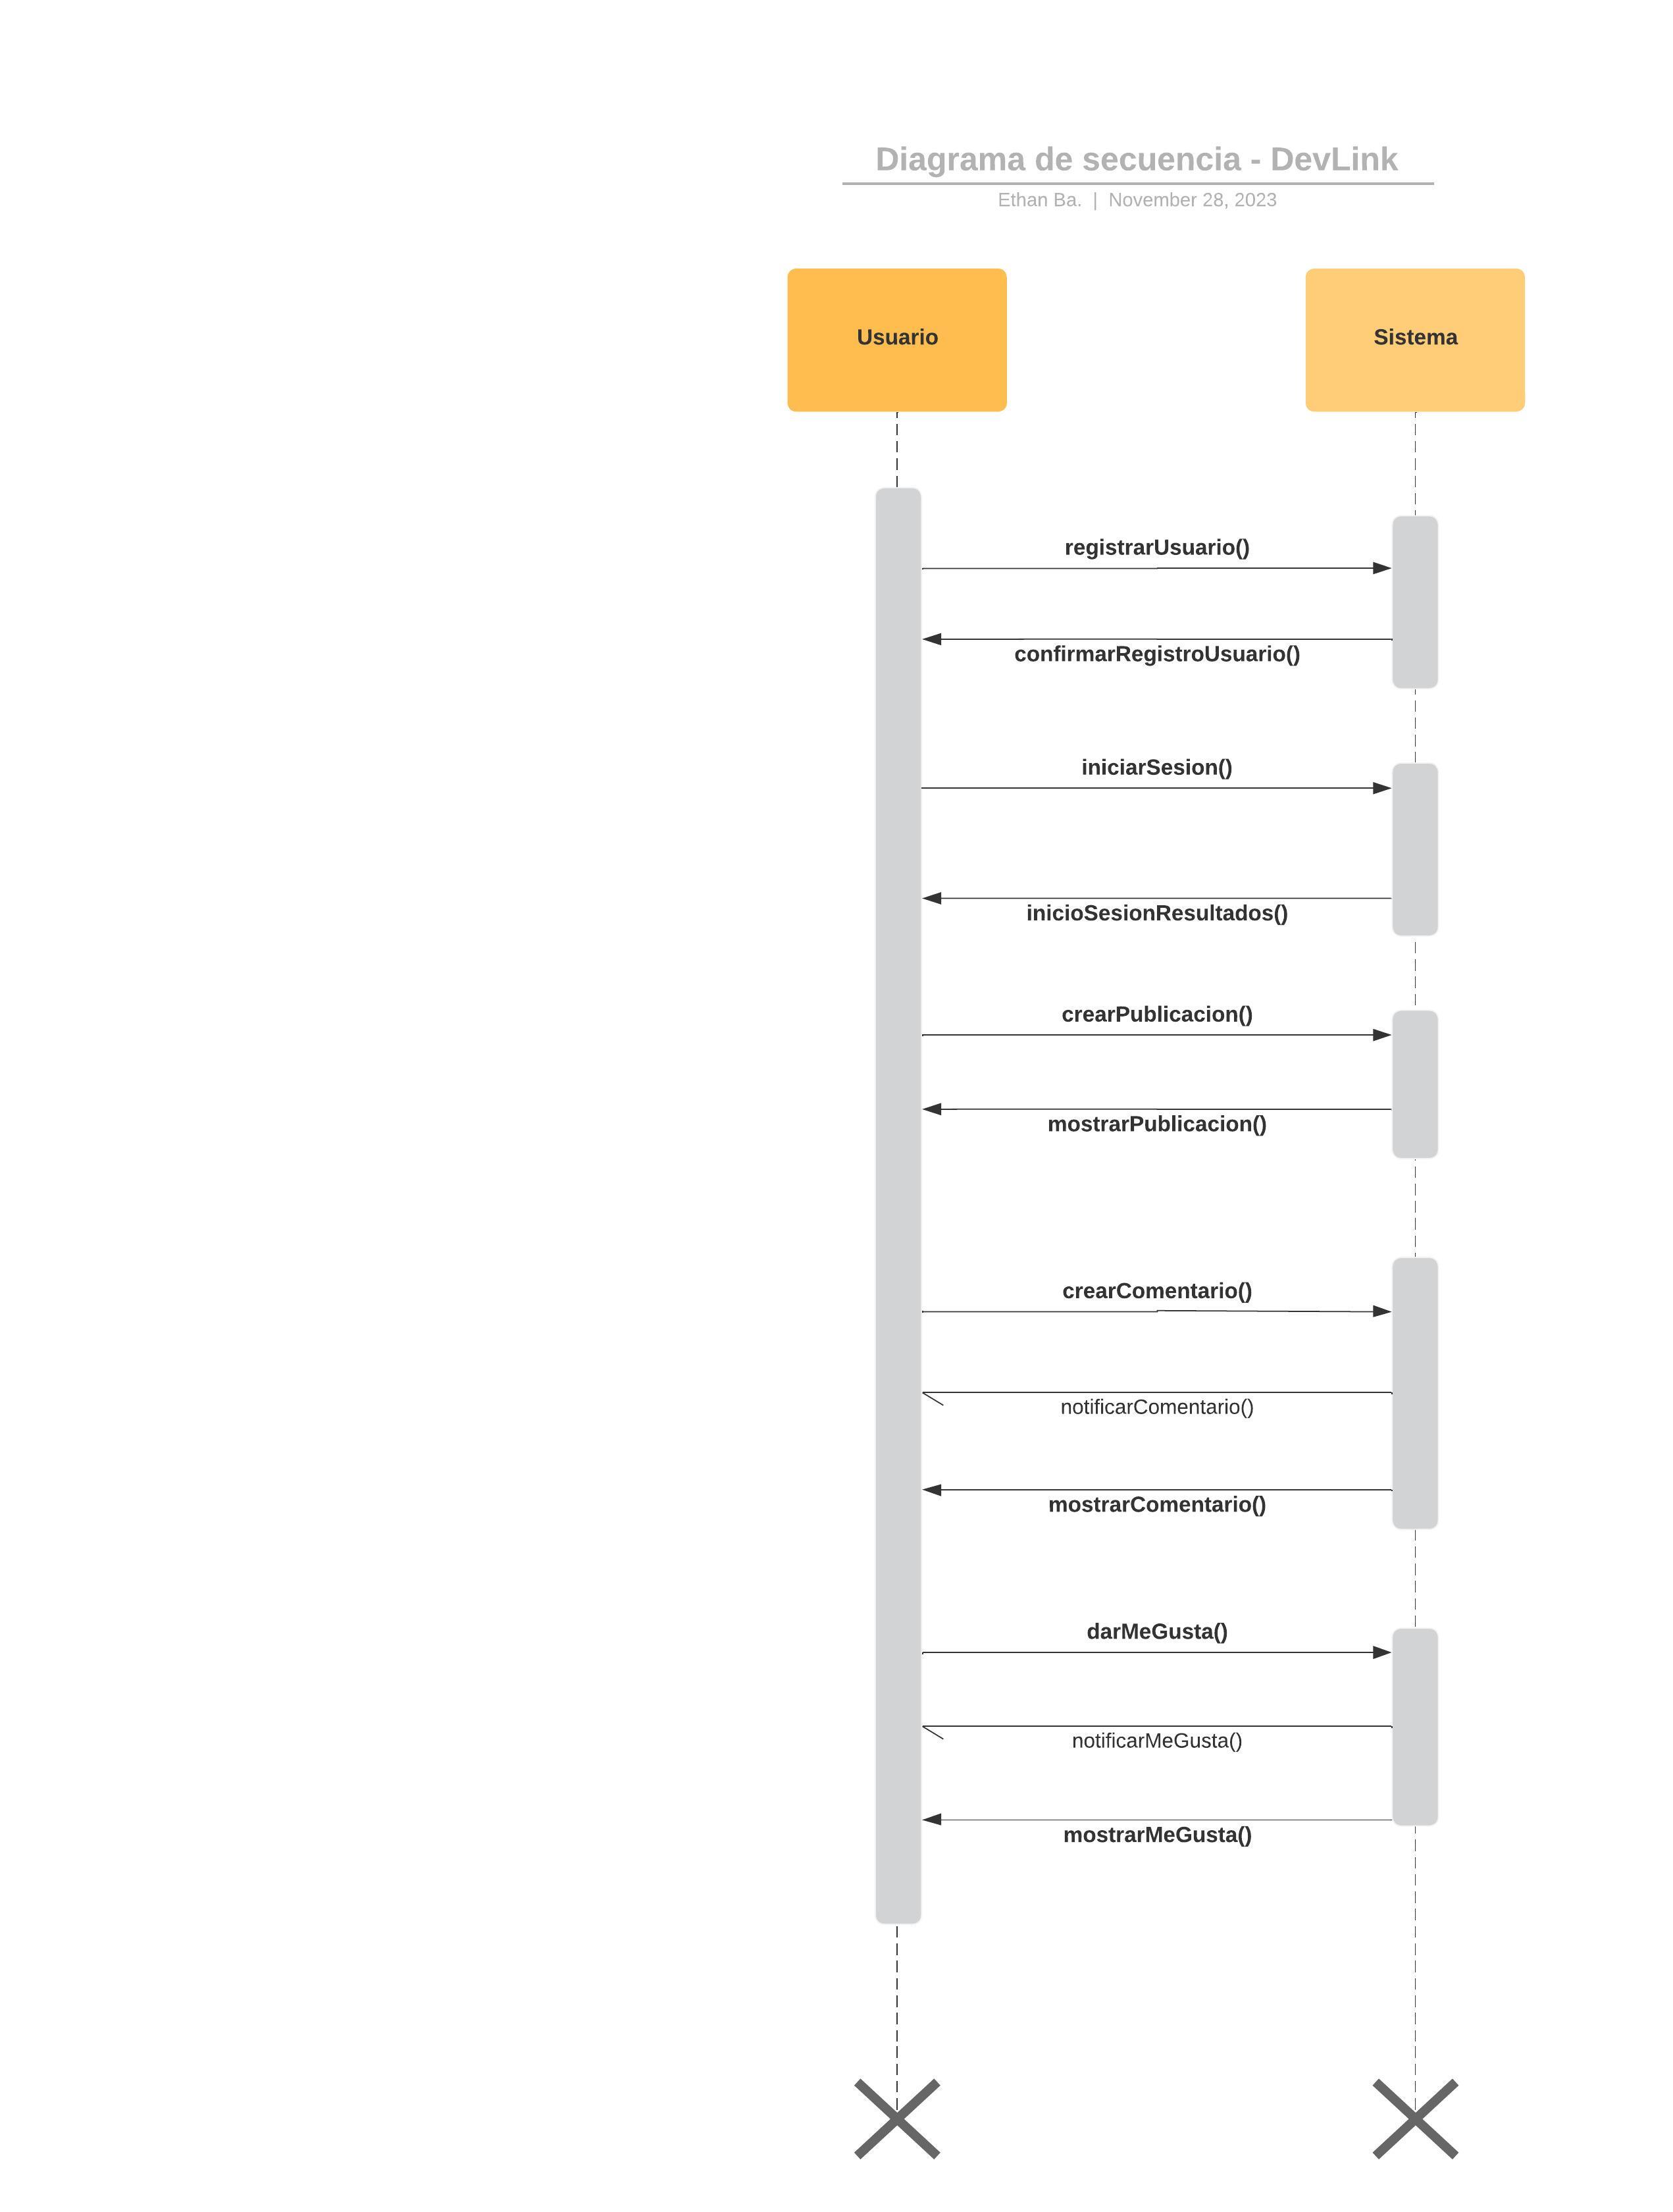 Diagrama de secuencia - DevLink
Ethan Ba. | November 28, 2023
Usuario
Sistema
registrarUsuario()
confirmarRegistroUsuario()
iniciarSesion()
inicioSesionResultados()
crearPublicacion()
mostrarPublicacion()
crearComentario()
notificarComentario()
mostrarComentario()
darMeGusta()
notificarMeGusta()
mostrarMeGusta()